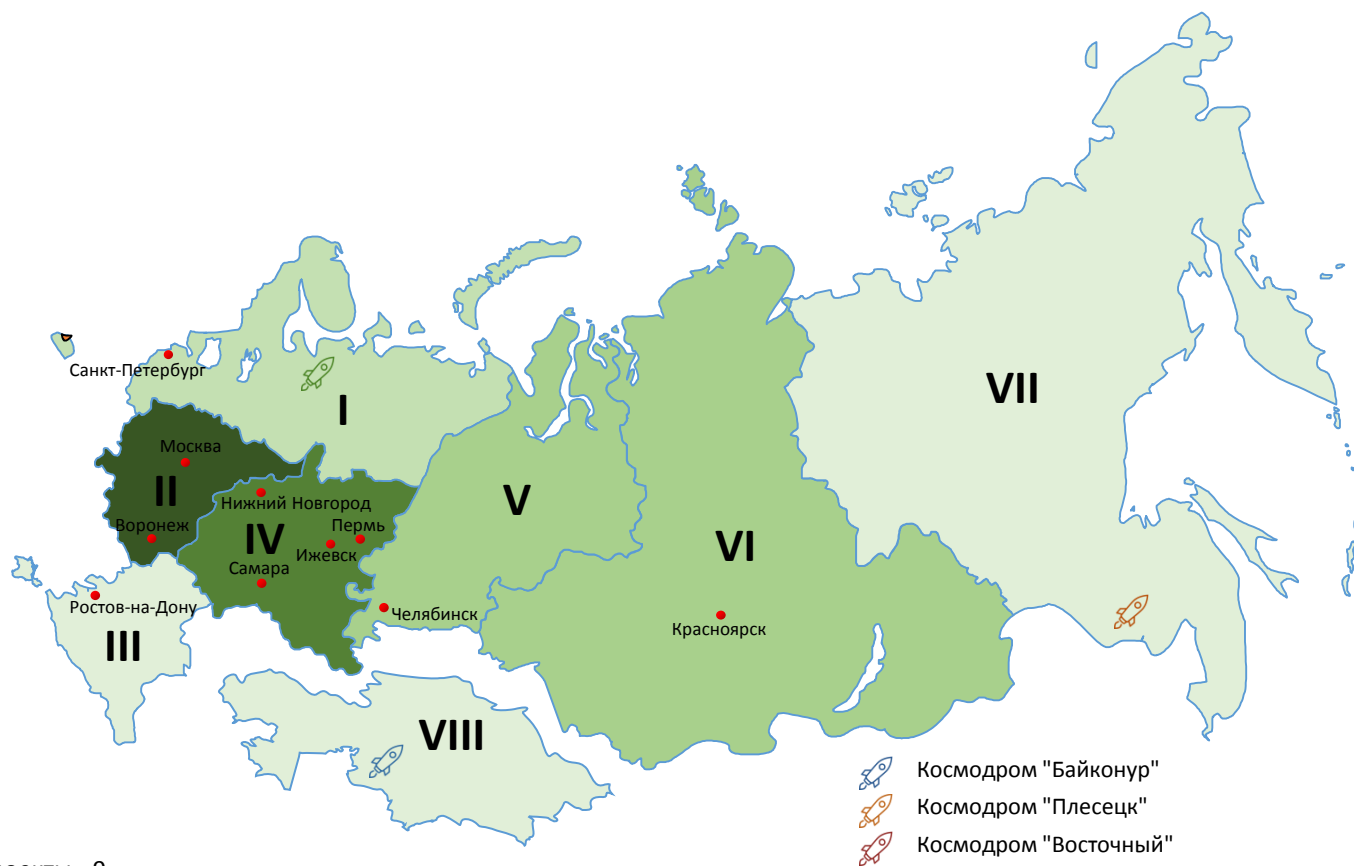 Санкт-Петербург
I
VII
Москва
II
Нижний Новгород
V
Воронеж
IV
Пермь
Ижевск
VI
Самара
Ростов-на-Дону
Челябинск
Красноярск
III
VIII
Космодром "Байконур"
Космодром "Плесецк"
Космодром "Восточный"